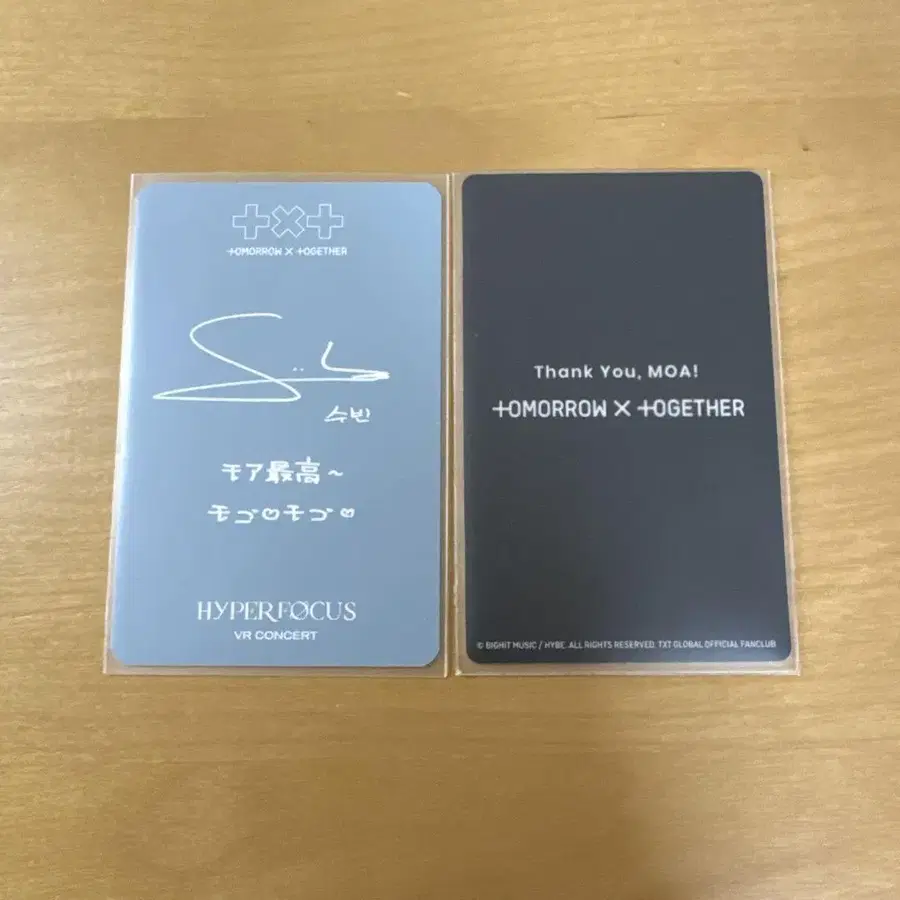 TOMORROW X TOGETHER
수빈
モア最高~
モゴ♡モゴ♡
HYPERFOCUS
VR CONCERT
Thank You, MOA!
TOMORROW X TOGETHER
© BIGHIT MUSIC / HYBE. ALL RIGHTS RESERVED. TXT GLOBAL OFFICIAL FANCLUB